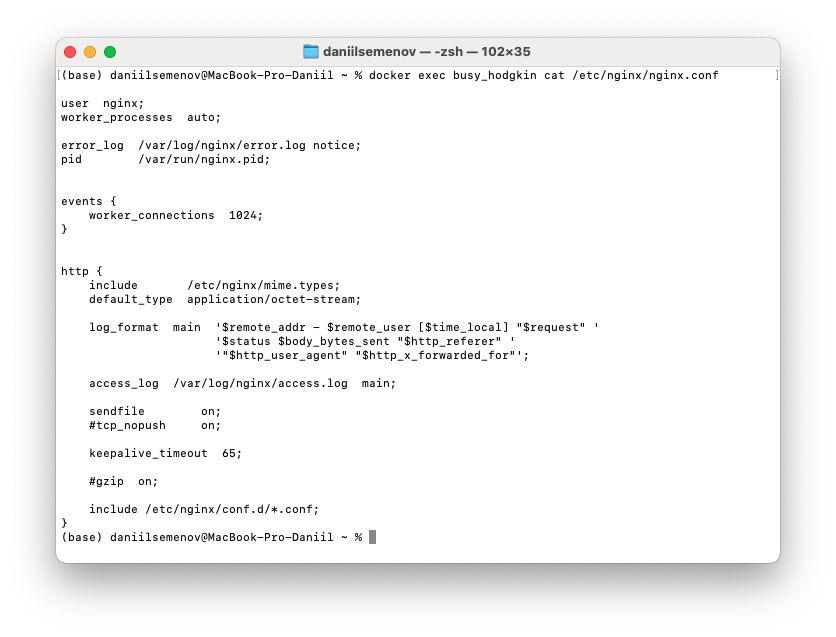 daniilsemenov — -zsh — 102×35
[(base) daniilsemenov@MacBook-Pro-Daniil ~ % docker exec busy_hodgkin cat /etc/nginx/nginx.conf ]
user  nginx;
worker_processes  auto;
error_log  /var/log/nginx/error.log notice;
pid        /var/run/nginx.pid;
events {
    worker_connections  1024;
}
http {
    include       /etc/nginx/mime.types;
    default_type  application/octet-stream;
    log_format  main  '$remote_addr - $remote_user [$time_local] "$request" '
                      '$status $body_bytes_sent "$http_referer" '
                      '"$http_user_agent" "$http_x_forwarded_for"';
    access_log  /var/log/nginx/access.log  main;
    sendfile        on;
    #tcp_nopush     on;
    keepalive_timeout  65;
    #gzip  on;
    include /etc/nginx/conf.d/*.conf;
}
(base) daniilsemenov@MacBook-Pro-Daniil ~ %